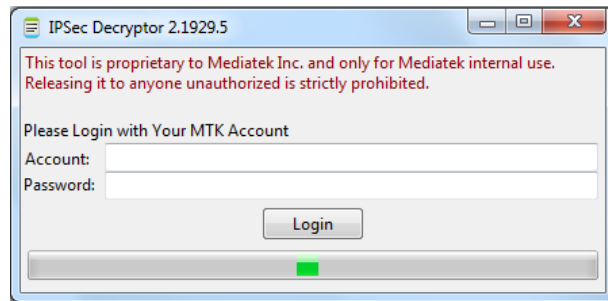 IPSec Decryptor 2.1929.5
This tool is proprietary to Mediatek Inc. and only for Mediatek internal use.
Releasing it to anyone unauthorized is strictly prohibited.
Please Login with Your MTK Account
Account:
Password:
Login